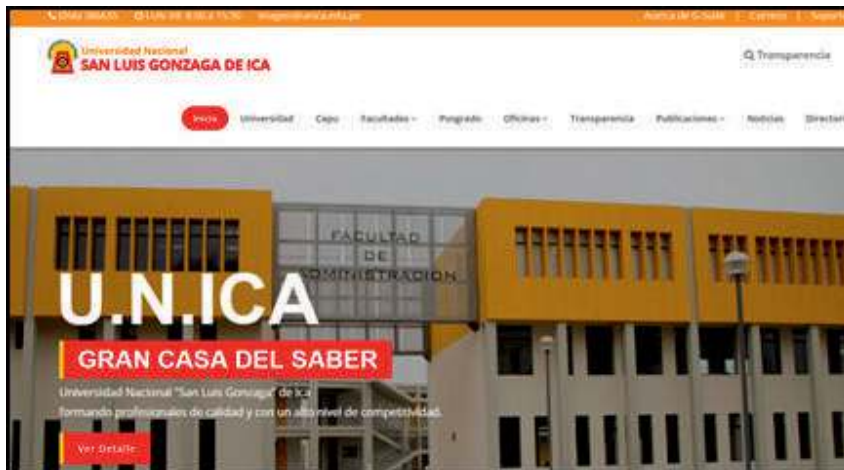 Acerca de G-Suite | Correos | Soporte
Universidad Nacional
SAN LUIS GONZAGA DE ICA
Transparencia
Inicio Universidad Cepu Facultades Posgrado Oficinas Transparencia Publicaciones Noticias Director
FACULTAD
DE
ADMINISTRACION
U.N.ICA
GRAN CASA DEL SABER
Universidad Nacional "San Luis Gonzaga" de Ica
formando profesionales de calidad y con un alto nivel de competitividad.
Ver Detalle